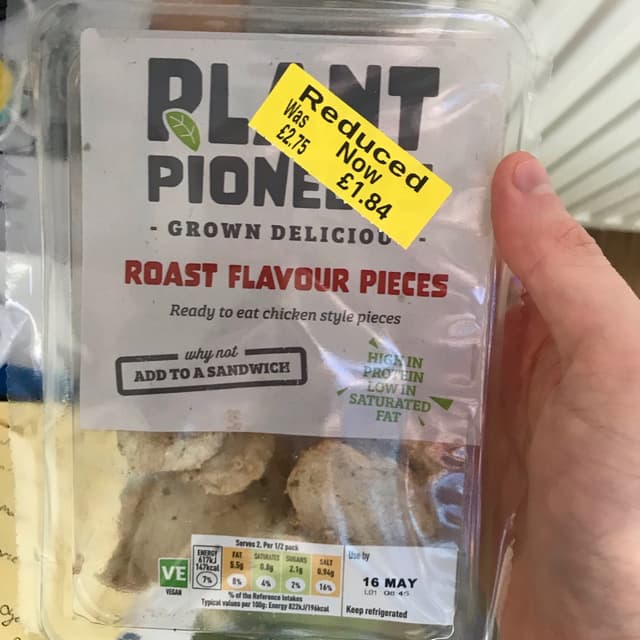 PLANT
PIONE
- GROWN DELICIOU -
Reduced
Was Now
£2.75 £1.84
ROAST FLAVOUR PIECES
Ready to eat chicken style pieces
why not
ADD TO A SANDWICH
HIGH IN
PROTEIN
LOW IN
SATURATED
FAT
Serves 2. Per 1/2 pack
ENERGY FAT SATURATES SUGARS SALT
617kJ
147kcal 5.5g 0.8g 2.1g 0.94g
7% 8% 4% 2% 16%
% of the Reference Intakes
Typical values per 100g: Energy 822kJ/196kcal
VE
VEGAN
Use by
16 MAY
Keep refrigerated